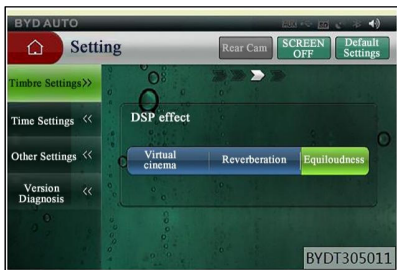 BYD AUTO
Setting
Rear Cam
SCREEN
OFF
Default
Settings
Timbre Settings>>
Time Settings <<
DSP effect
Other Settings <<
Virtual
cinema
Reverberation
Equiloudness
Version
Diagnosis <<
BYDT305011